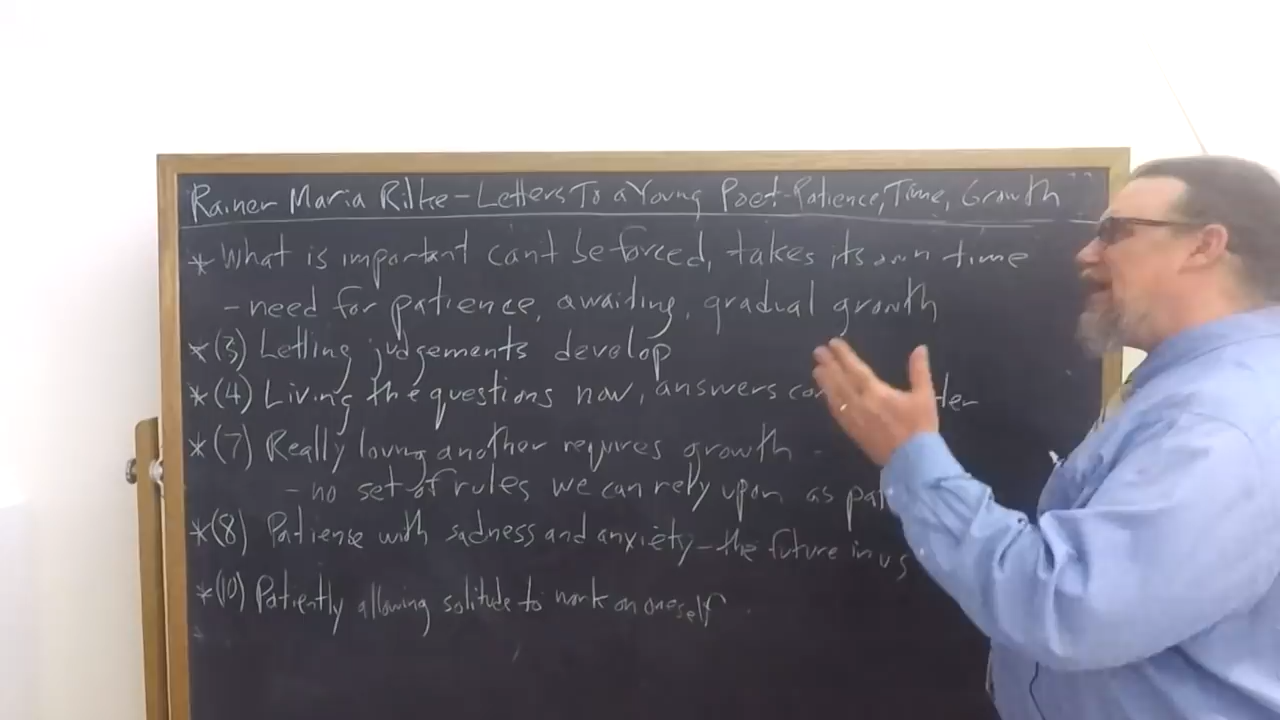 Rainer Maria Rilke - Letters To a Young Poet - Patience, Time, Growth
* What is important can't be forced, takes its own time
- need for patience, awaiting, gradual growth
* (3) Letting judgements develop
* (4) Living the questions now, answers
* (7) Really loving another requires growth -
- no set of rules we can rely upon as
* (8) Patience with sadness and anxiety - the future in us
* (10) Patiently allowing solitude to work on oneself